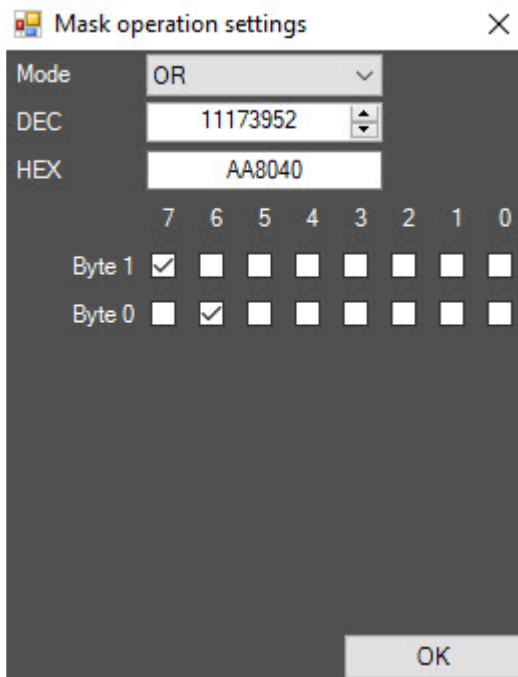 Mask operation settings
Mode OR
DEC 11173952
HEX AA8040
7 6 5 4 3 2 1 0
Byte 1
Byte 0
OK